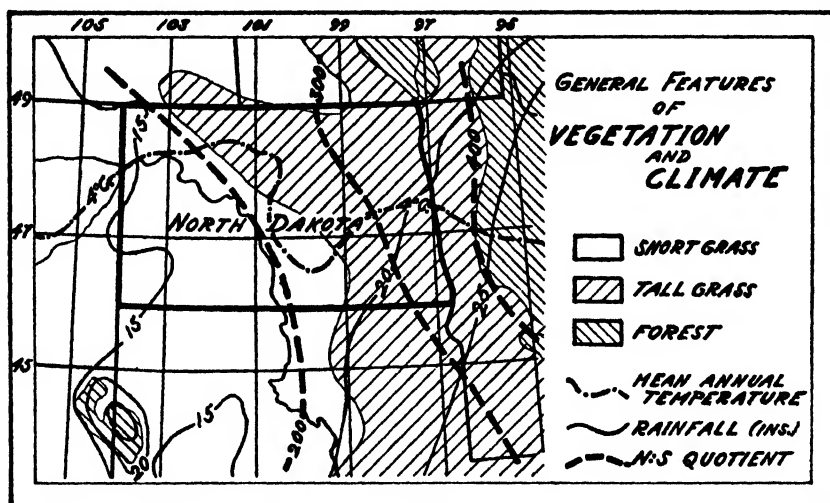 105 103 101 99 97 95
49
47
45
GENERAL FEATURES
OF
VEGETATION
AND
CLIMATE
SHORT GRASS
TALL GRASS
FOREST
MEAN ANNUAL
TEMPERATURE
RAINFALL (INS.)
N:S QUOTIENT
NORTH DAKOTA
300
400
200
15
15
15
20
20
25